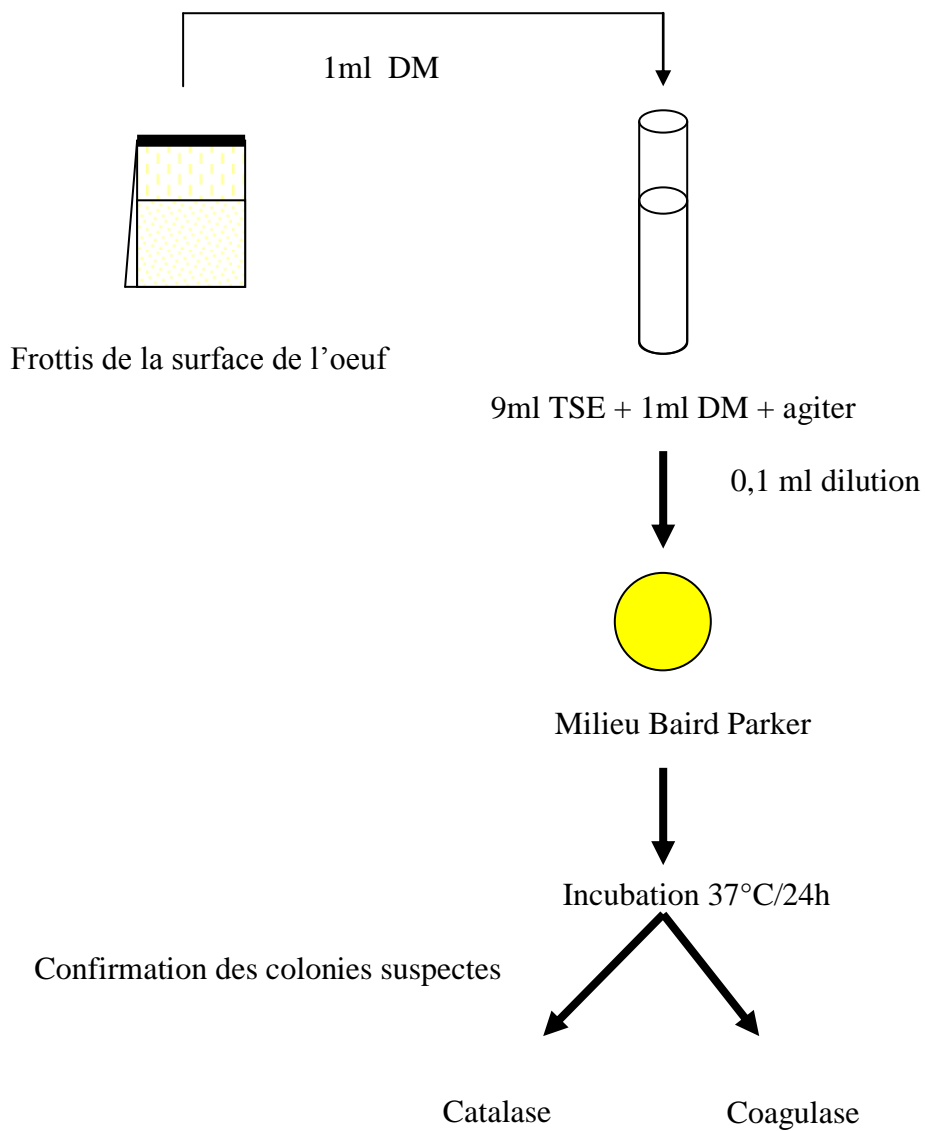 1ml DM
Frottis de la surface de l’oeuf
9ml TSE + 1ml DM + agiter
0,1 ml dilution
Milieu Baird Parker
Incubation 37°C/24h
Confirmation des colonies suspectes
Catalase
Coagulase